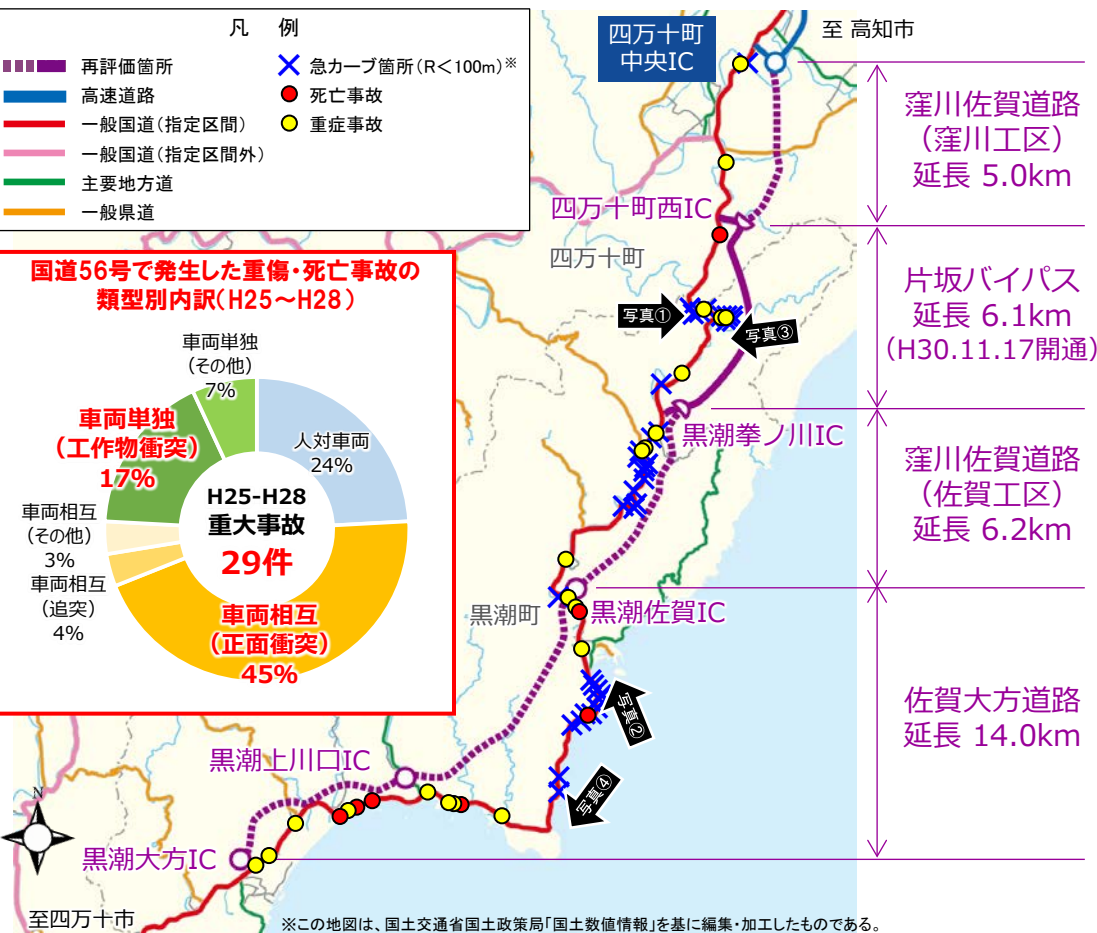 凡 例
再評価箇所
高速道路
一般国道(指定区間)
一般国道(指定区間外)
主要地方道
一般県道
急カーブ箇所(R<100m)※
死亡事故
重症事故
四万十町
中央IC
至 高知市
窪川佐賀道路
(窪川工区)
延長 5.0km
四万十町西IC
四万十町
片坂バイパス
延長 6.1km
(H30.11.17開通)
写真①
写真③
黒潮拳ノ川IC
窪川佐賀道路
(佐賀工区)
延長 6.2km
黒潮町
黒潮佐賀IC
佐賀大方道路
延長 14.0km
写真②
写真④
黒潮上川口IC
黒潮大方IC
N
至四万十市
国道56号で発生した重傷・死亡事故の
類型別内訳(H25～H28)
車両単独
(その他)
7%
人対車両
24%
車両単独
(工作物衝突)
17%
車両相互
(その他)
3%
車両相互
(追突)
4%
H25-H28
重大事故
29件
車両相互
(正面衝突)
45%
※この地図は、国土交通省国土政策局「国土数値情報」を基に編集・加工したものである。